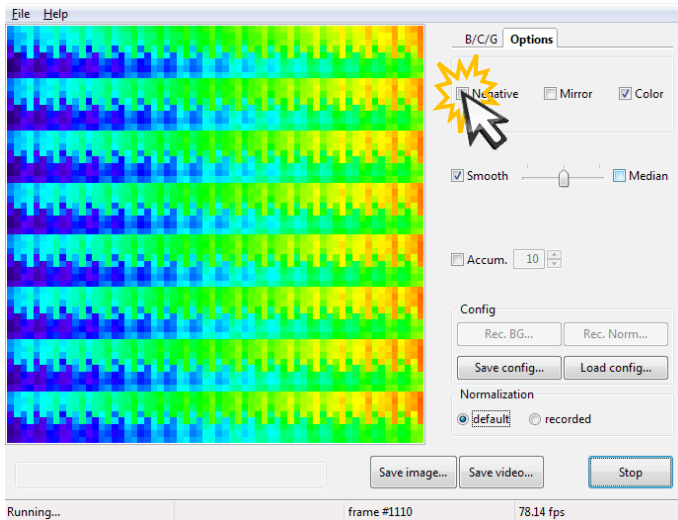 File Help
B/C/G Options
Negative Mirror Color
Smooth Median
Accum. 10
Config
Rec. BG... Rec. Norm...
Save config... Load config...
Normalization
default recorded
Save image... Save video... Stop
Running... frame #1110 78.14 fps